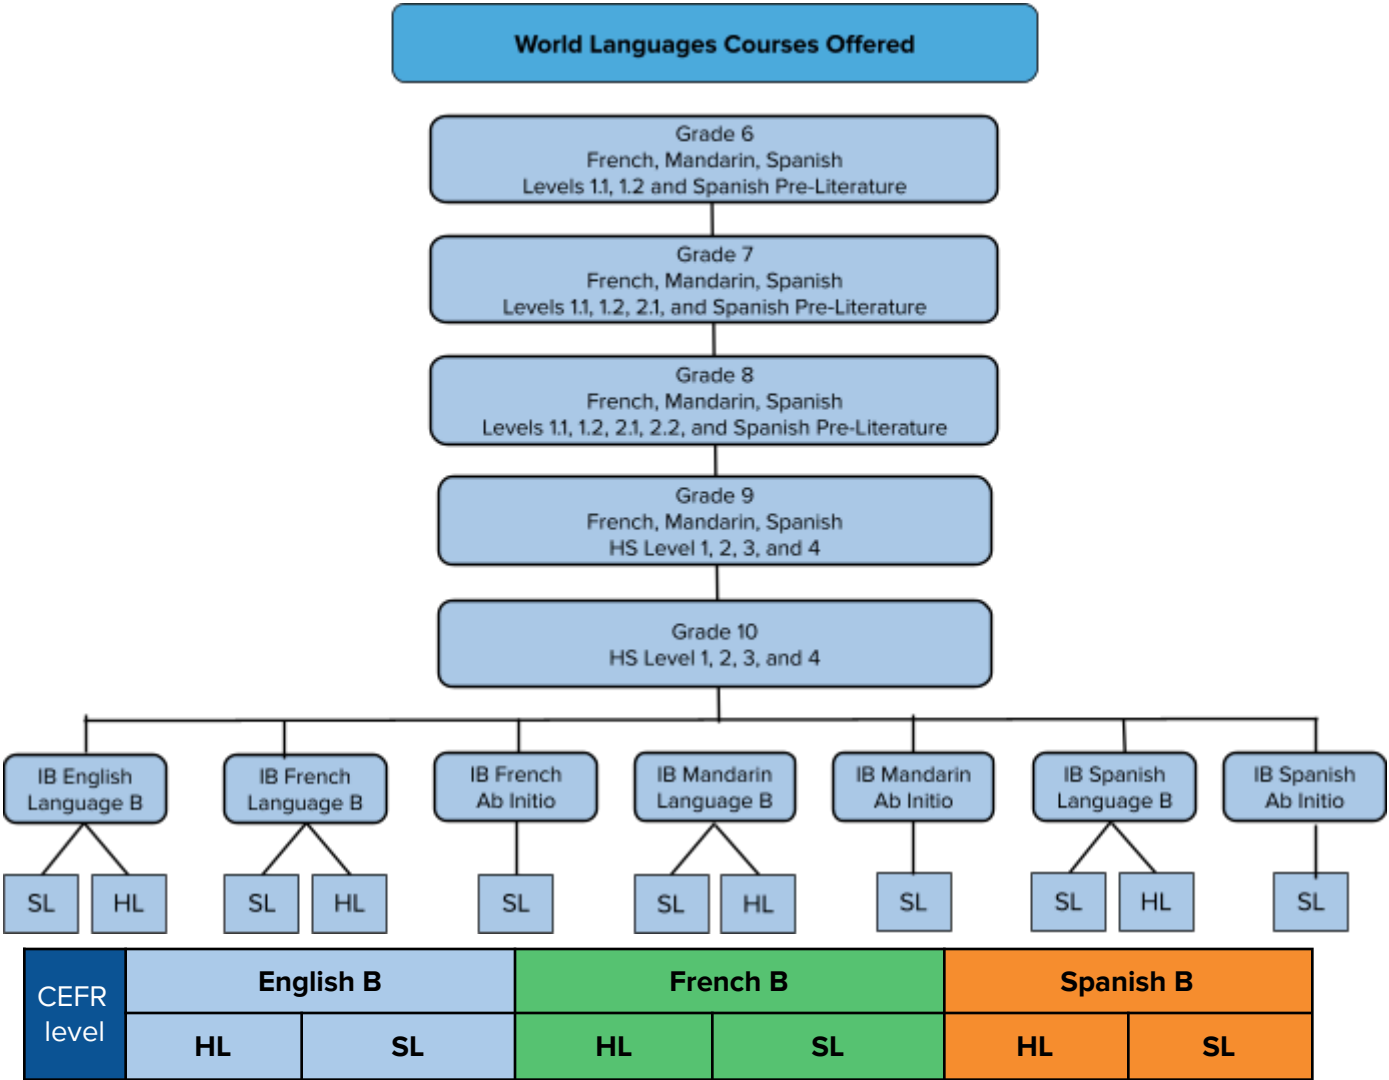 World Languages Courses Offered
Grade 6
French, Mandarin, Spanish
Levels 1.1, 1.2 and Spanish Pre-Literature
Grade 7
French, Mandarin, Spanish
Levels 1.1, 1.2, 2.1, and Spanish Pre-Literature
Grade 8
French, Mandarin, Spanish
Levels 1.1, 1.2, 2.1, 2.2, and Spanish Pre-Literature
Grade 9
French, Mandarin, Spanish
HS Level 1, 2, 3, and 4
Grade 10
HS Level 1, 2, 3, and 4
IB English
Language B
IB French
Language B
IB French
Ab Initio
IB Mandarin
Language B
IB Mandarin
Ab Initio
IB Spanish
Language B
IB Spanish
Ab Initio
SL
HL
SL
HL
SL
SL
HL
SL
SL
HL
SL
CEFR
level
English B
French B
Spanish B
HL
SL
HL
SL
HL
SL